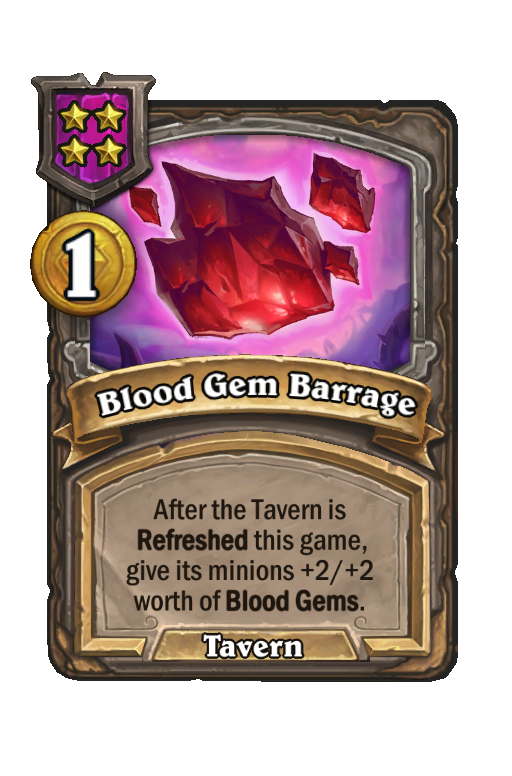 1
Blood Gem Barrage
After the Tavern is
Refreshed this game,
give its minions +2/+2
worth of Blood Gems.
Tavern